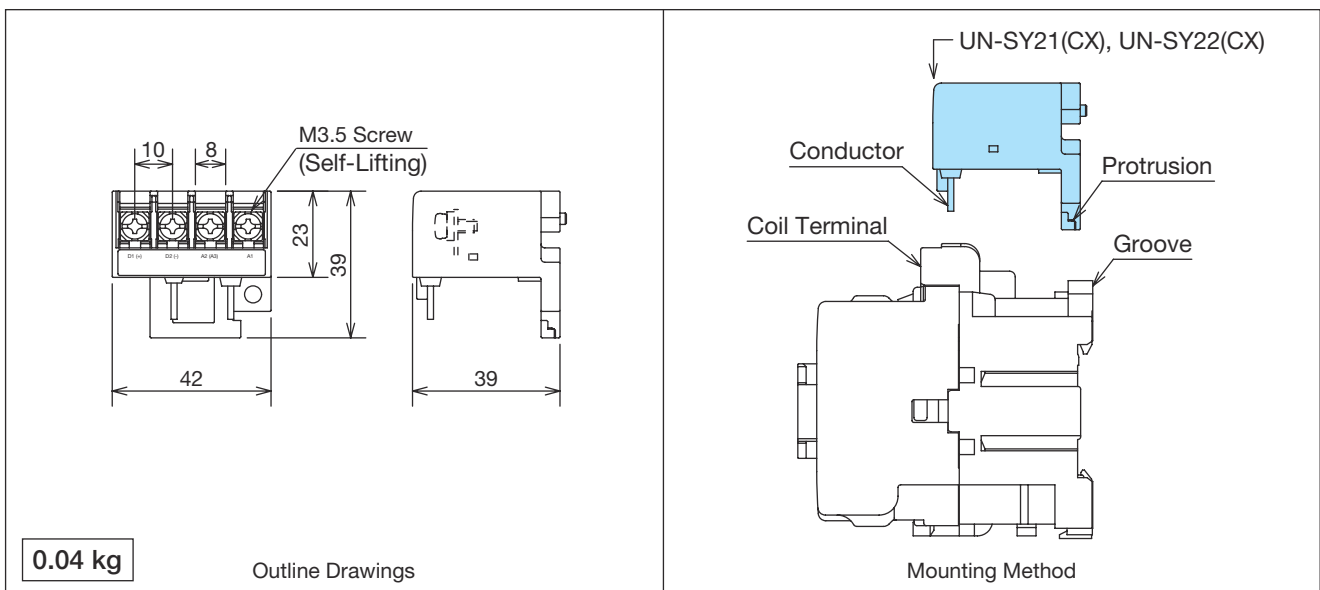 UN-SY21(CX), UN-SY22(CX)
M3.5 Screw
(Self-Lifting)
10
8
Conductor
Protrusion
23
39
D1 (+)
D2 (-)
A2 (A3)
A1
Coil Terminal
Groove
42
39
0.04 kg
Outline Drawings
Mounting Method